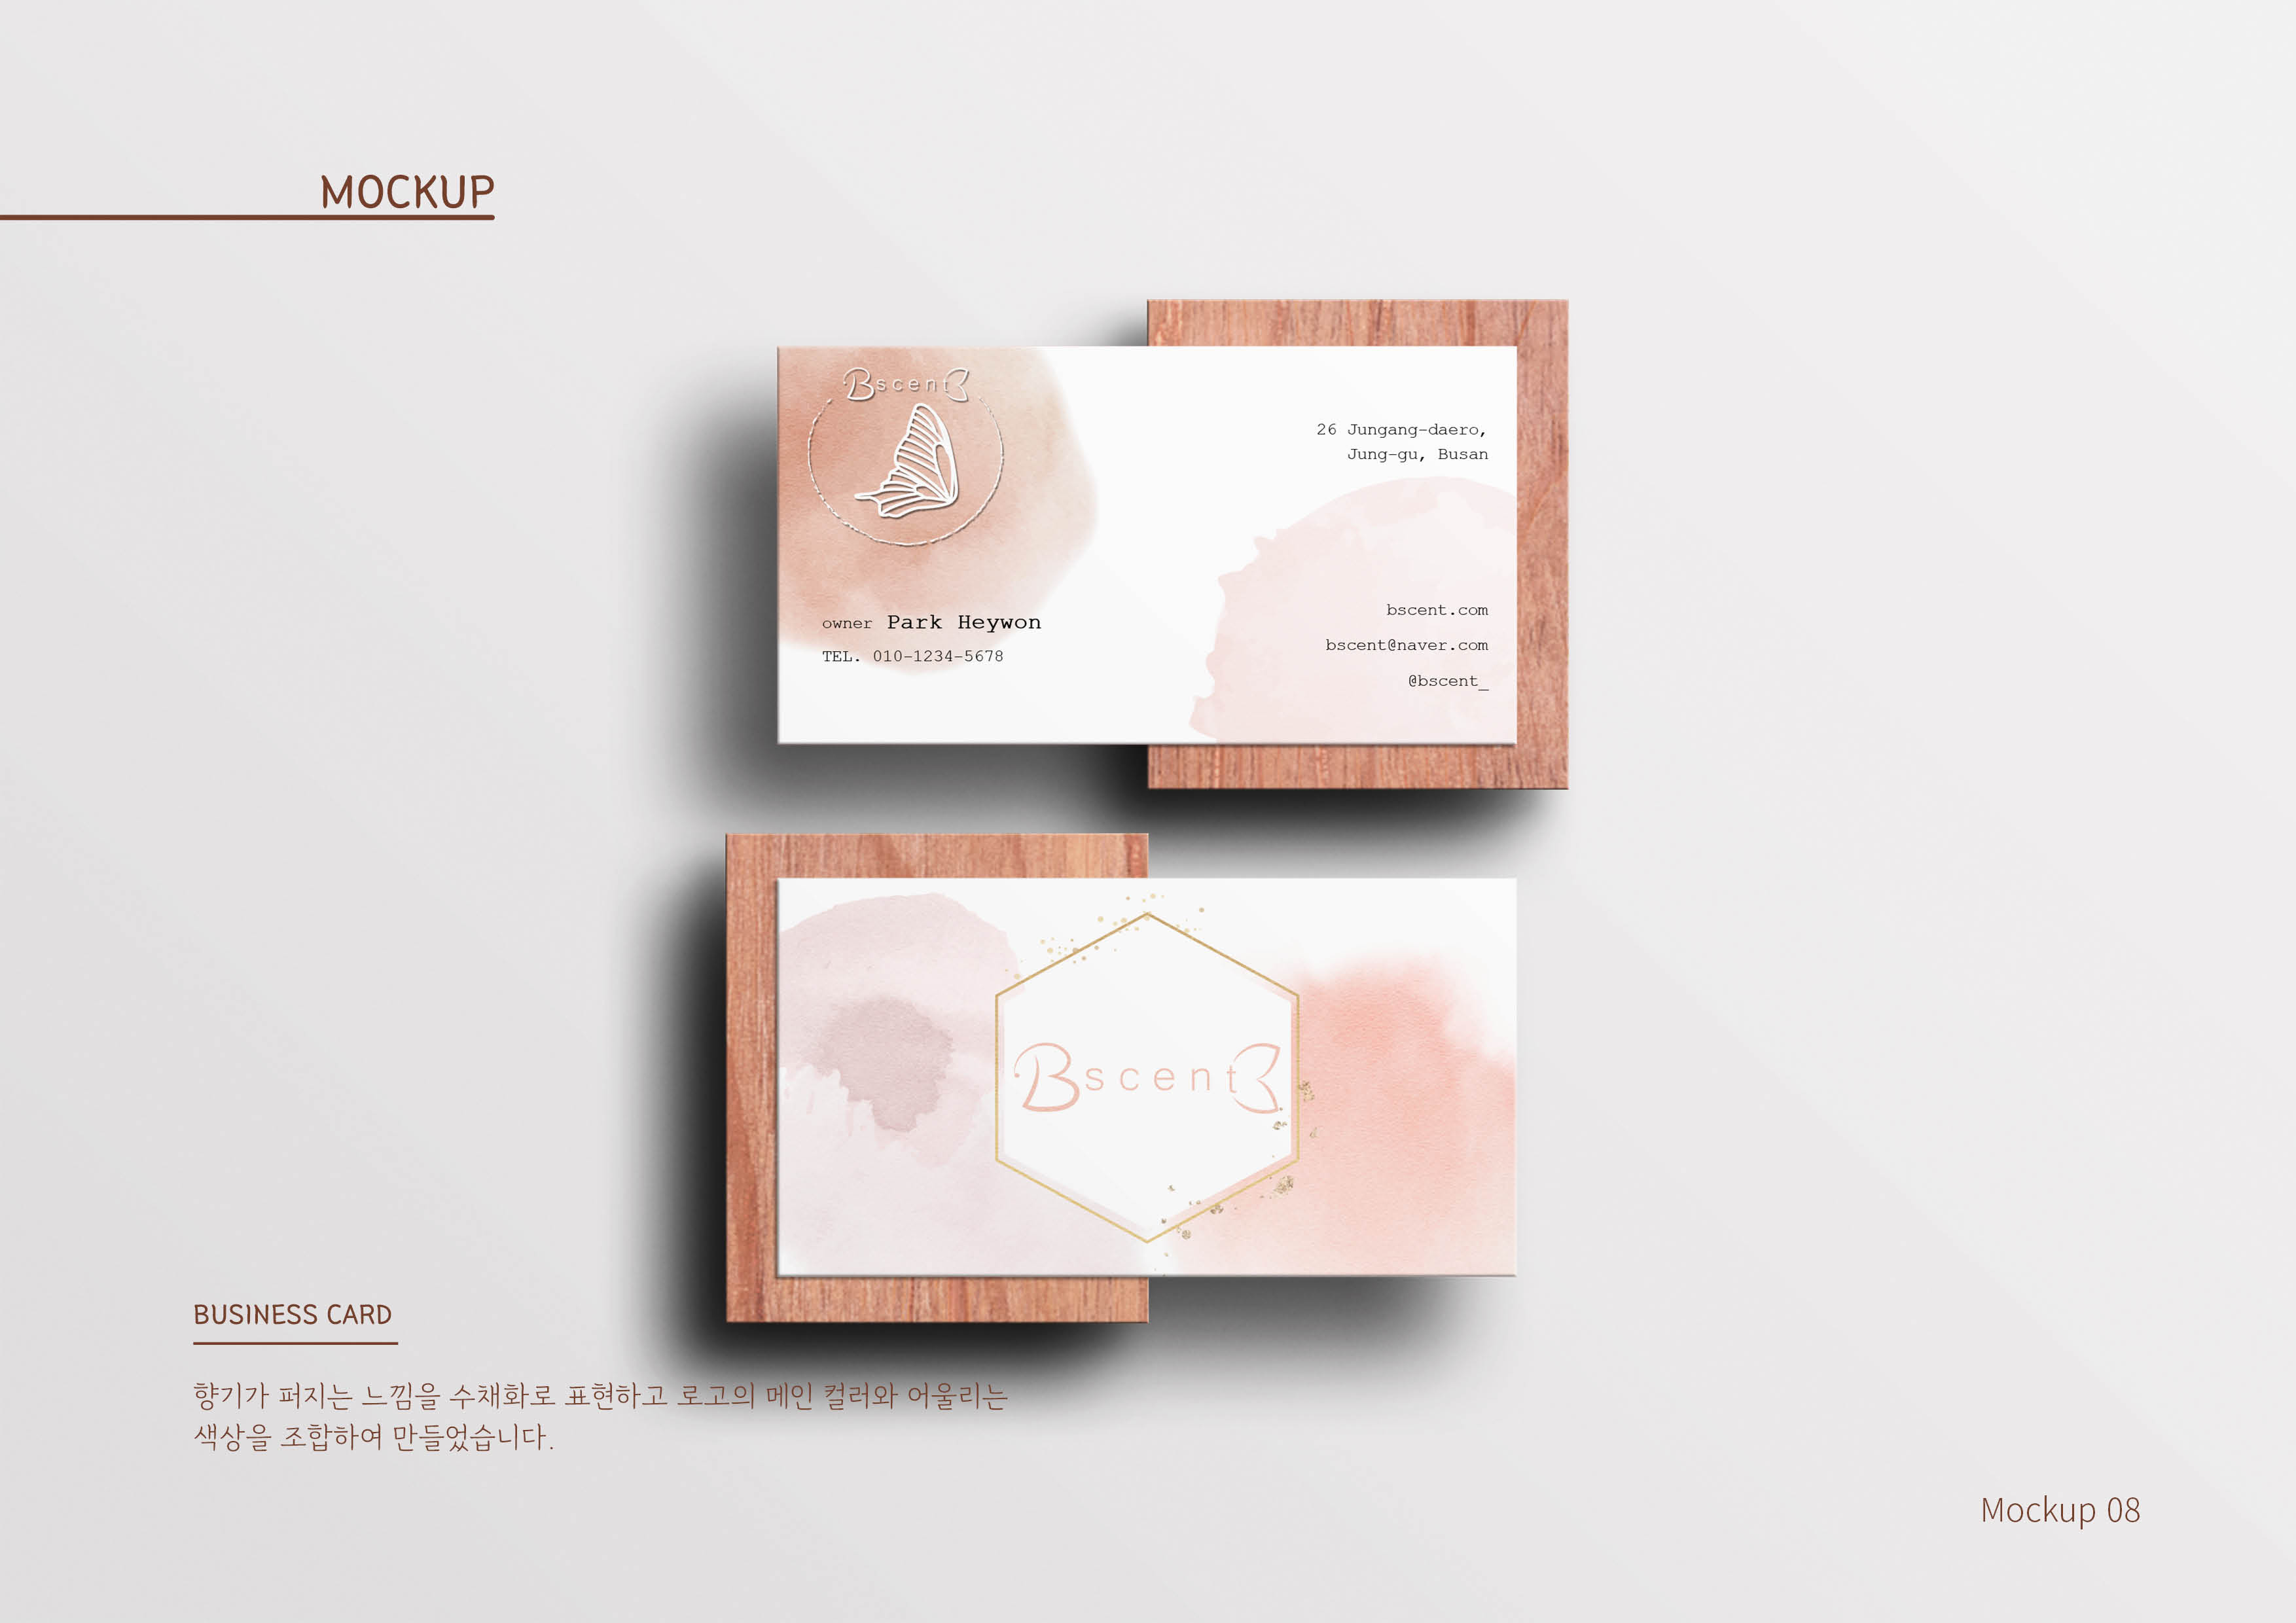 MOCKUP
Bscent
26 Jungang-daero,
Jung-gu, Busan
owner Park Heywon
TEL. 010-1234-5678
bscent.com
bscent@naver.com
@bscent_
Bscent
BUSINESS CARD
향기가 퍼지는 느낌을 수채화로 표현하고 로고의 메인 컬러와 어울리는
색상을 조합하여 만들었습니다.
Mockup 08